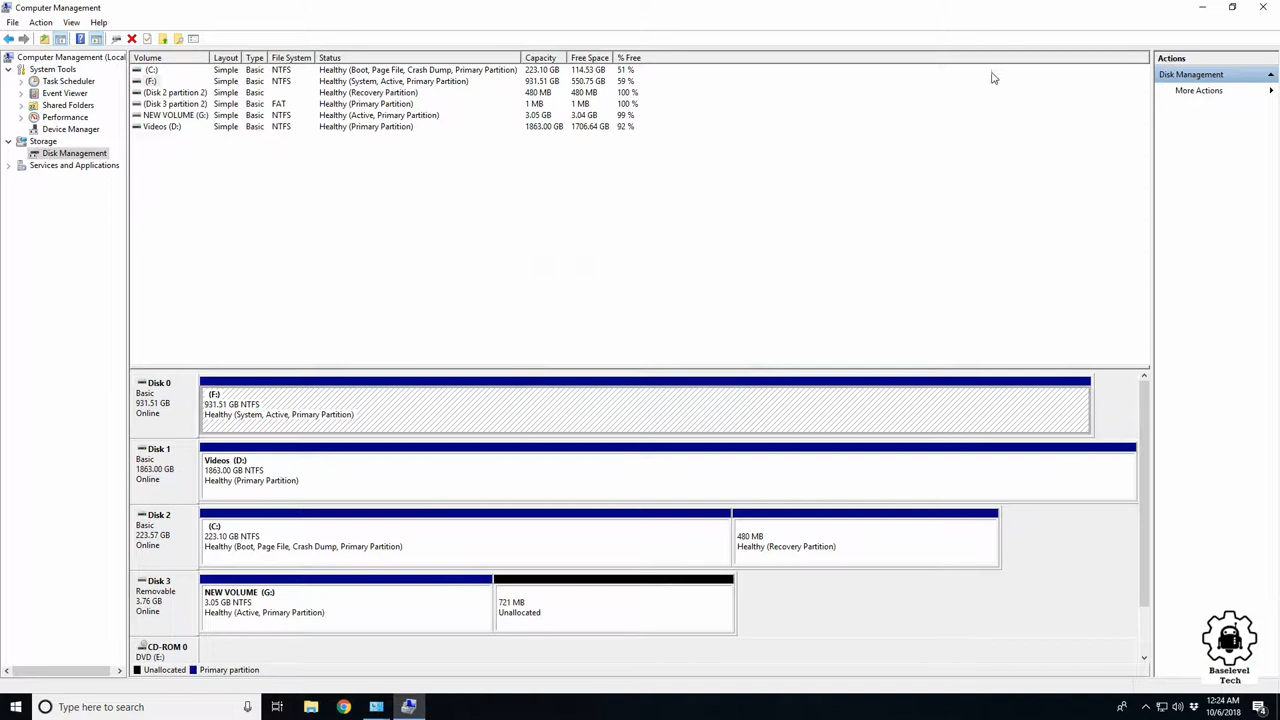 Computer Management
File Action View Help
Computer Management (Local
System Tools
Task Scheduler
Event Viewer
Shared Folders
Performance
Device Manager
Storage
Disk Management
Services and Applications
Volume Layout Type File System Status Capacity Free Space % Free
(C:) Simple Basic NTFS Healthy (Boot, Page File, Crash Dump, Primary Partition) 223.10 GB 114.53 GB 51 %
(F:) Simple Basic NTFS Healthy (System, Active, Primary Partition) 931.51 GB 550.75 GB 59 %
(Disk 2 partition 2) Simple Basic Healthy (Recovery Partition) 480 MB 480 MB 100 %
(Disk 3 partition 2) Simple Basic FAT Healthy (Primary Partition) 1 MB 1 MB 100 %
NEW VOLUME (G:) Simple Basic NTFS Healthy (Active, Primary Partition) 3.05 GB 3.04 GB 99 %
Videos (D:) Simple Basic NTFS Healthy (Primary Partition) 1863.00 GB 1706.64 GB 92 %
Actions
Disk Management
More Actions
Disk 0
Basic
931.51 GB
Online
(F:)
931.51 GB NTFS
Healthy (System, Active, Primary Partition)
Disk 1
Basic
1863.00 GB
Online
Videos (D:)
1863.00 GB NTFS
Healthy (Primary Partition)
Disk 2
Basic
223.57 GB
Online
(C:)
223.10 GB NTFS
Healthy (Boot, Page File, Crash Dump, Primary Partition)
480 MB
Healthy (Recovery Partition)
Disk 3
Removable
3.76 GB
Online
NEW VOLUME (G:)
3.05 GB NTFS
Healthy (Active, Primary Partition)
721 MB
Unallocated
CD-ROM 0
DVD (E:)
Unallocated Primary partition
Baselevel
Tech
Type here to search
12:24 AM
10/6/2018
4